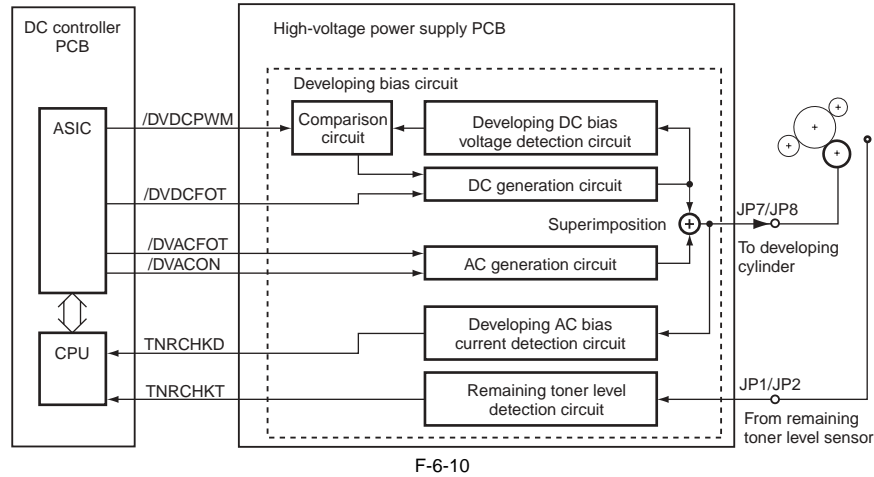 DC controller
PCB
High-voltage power supply PCB
Developing bias circuit
ASIC
/DVDCPWM
Comparison
circuit
Developing DC bias
voltage detection circuit
/DVDCFOT
DC generation circuit
Superimposition
JP7/JP8
To developing
cylinder
/DVACFOT
/DVACON
AC generation circuit
CPU
TNRCHKD
Developing AC bias
current detection circuit
TNRCHKT
Remaining toner level
detection circuit
JP1/JP2
From remaining
toner level sensor
F-6-10